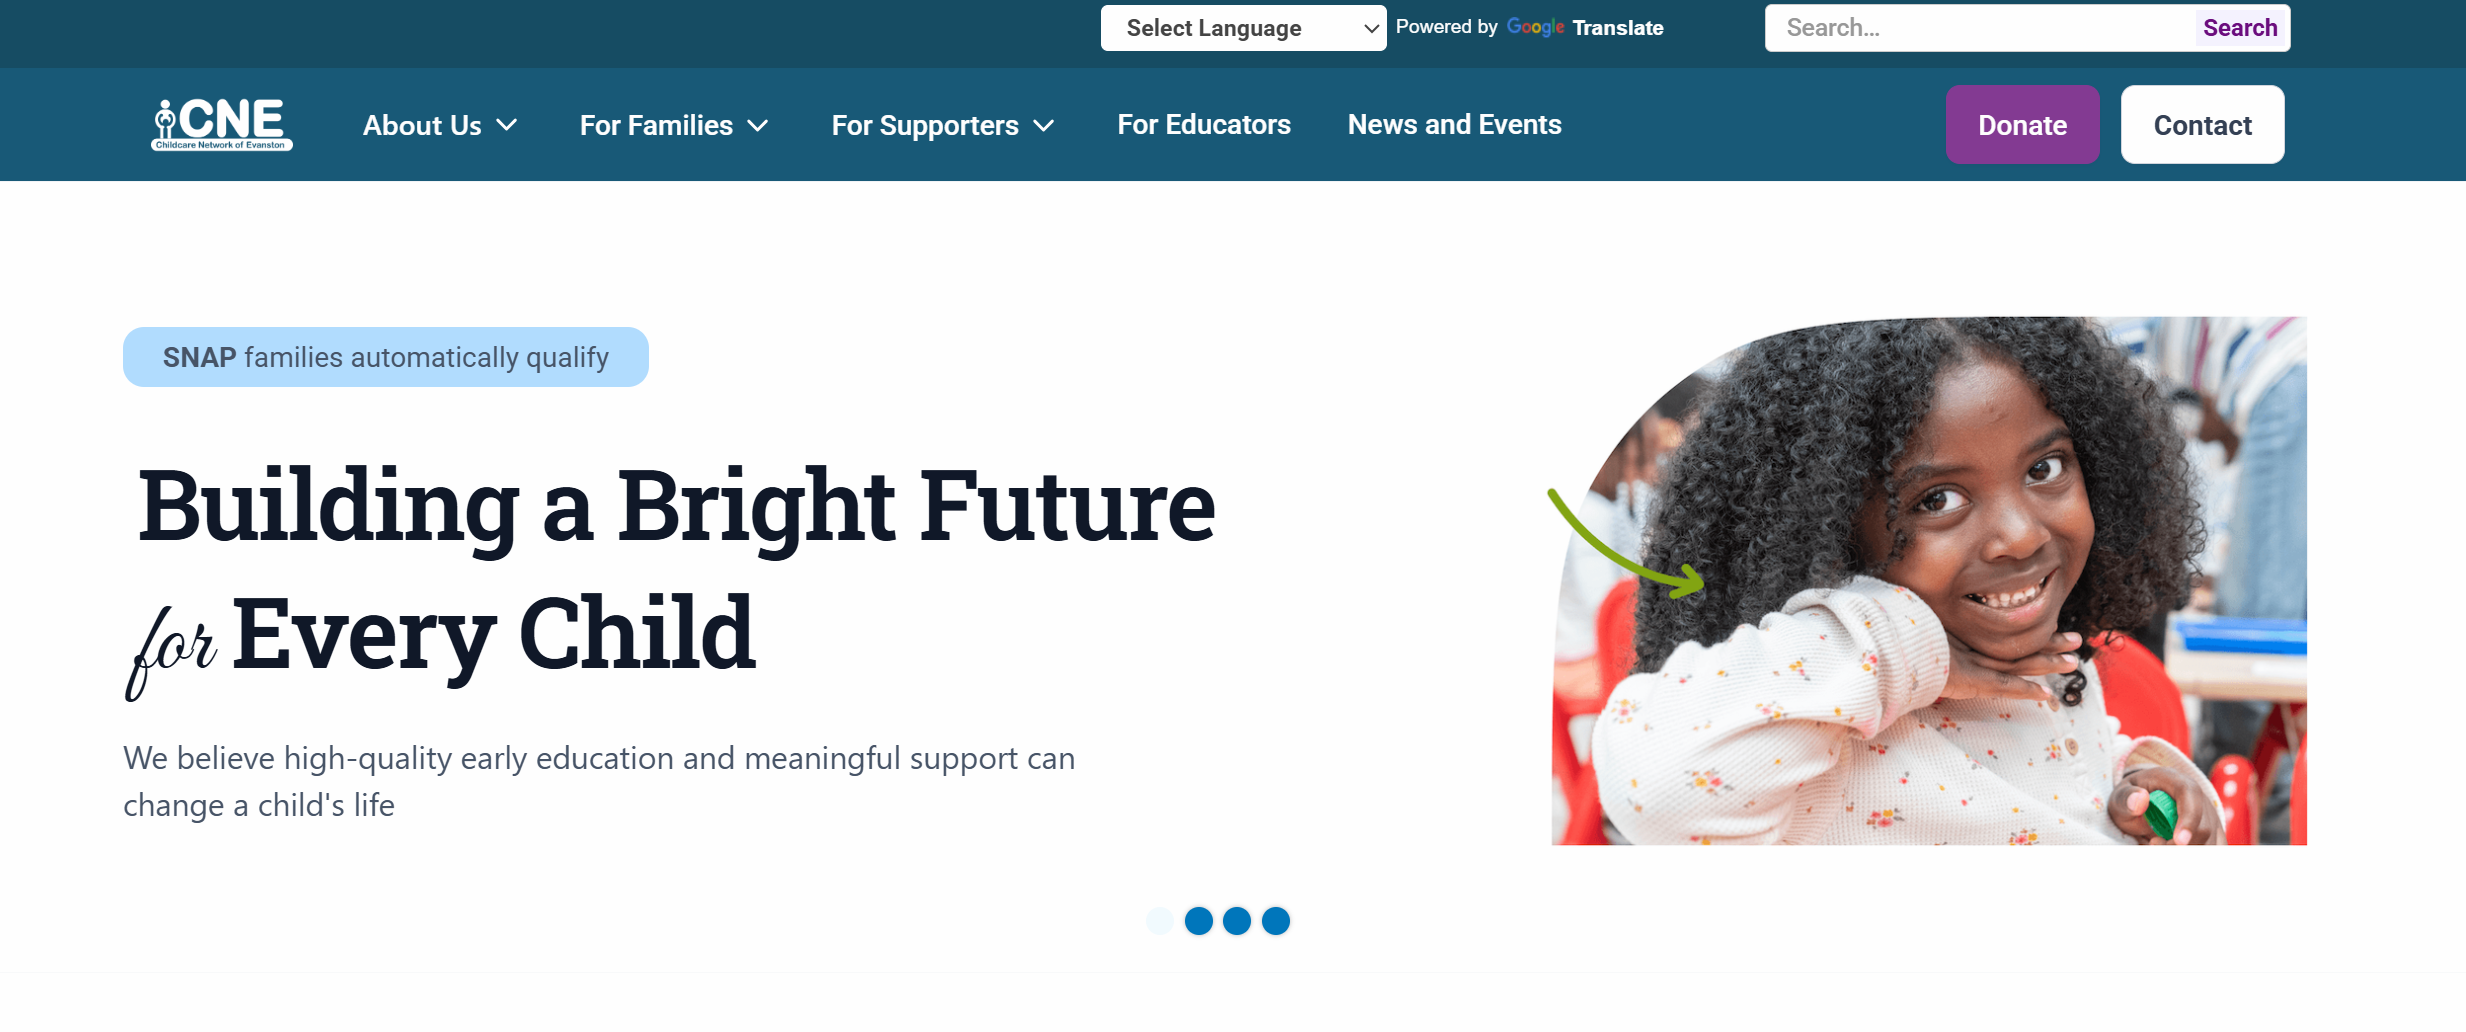 Select Language
Powered by Google Translate
Search...
Search
CNE
Childcare Network of Evanston
About Us
For Families
For Supporters
For Educators
News and Events
Donate
Contact
SNAP families automatically qualify
Building a Bright Future
for Every Child
We believe high-quality early education and meaningful support can
change a child's life